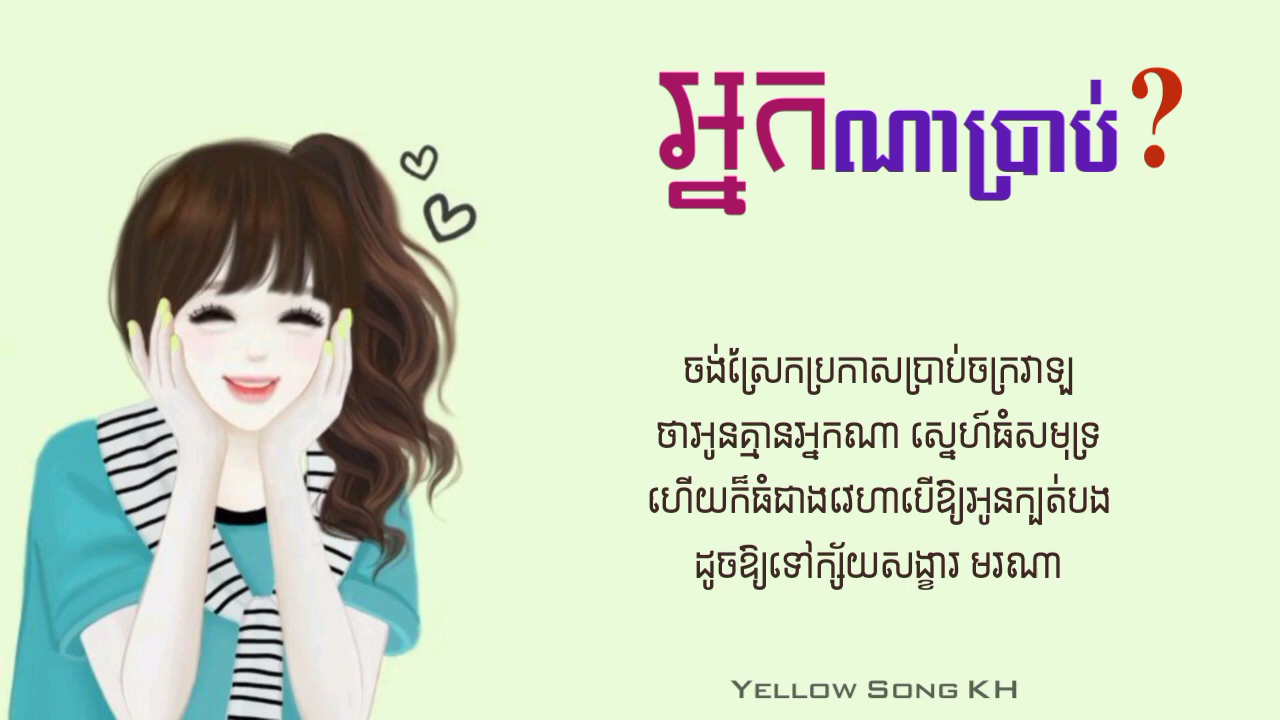 អ្នកណាប្រាប់?
ចង់ស្រែកប្រកាសប្រាប់ចក្រវាឡ
ថាអូនគ្មានអ្នកណា ស្នេហ៍ធំសមុទ្រ
ហើយក៏ធំជាងវេហាបើឱ្យអូនក្បត់បង
ដូចឱ្យទៅក្ស័យសង្ខារ មរណា
Yellow Song KH